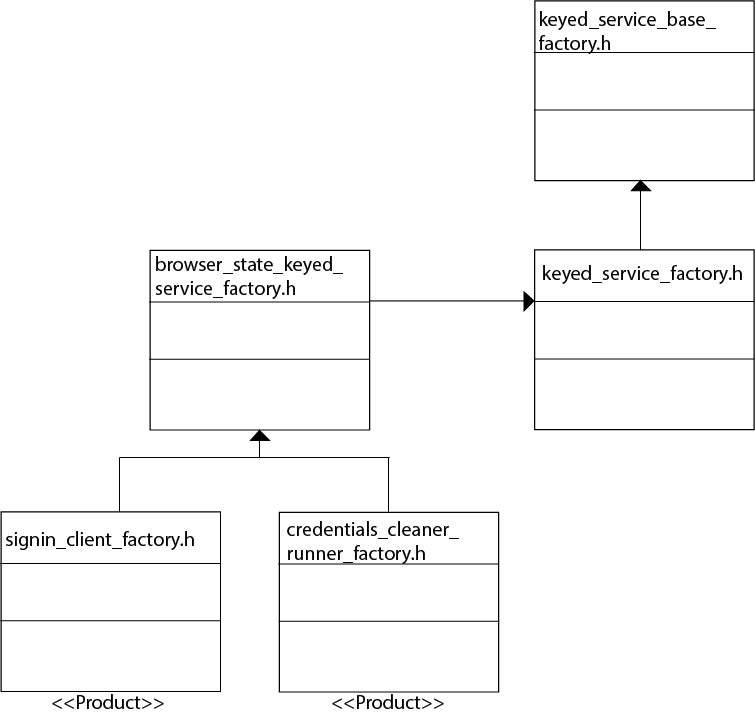 keyed_service_base_
factory.h
browser_state_keyed_
service_factory.h
keyed_service_factory.h
signin_client_factory.h
credentials_cleaner_
runner_factory.h
<<Product>>
<<Product>>